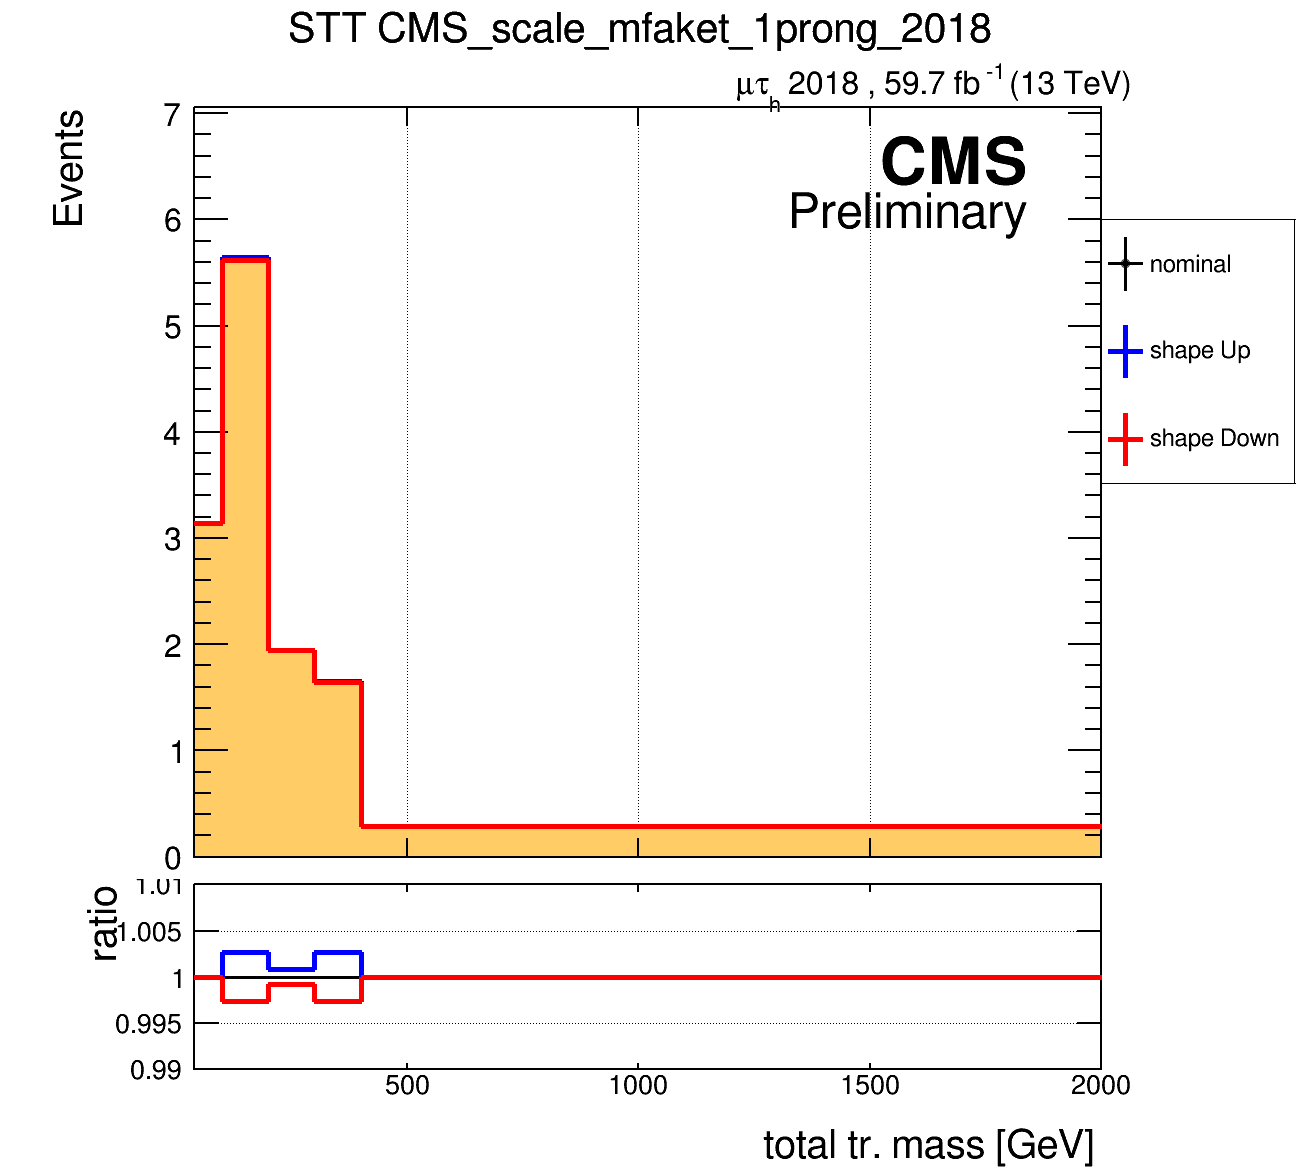 STT CMS_scale_mfaket_1prong_2018
μτh 2018 , 59.7 fb-1 (13 TeV)
Events
7
6
5
4
3
2
1
0
CMS
Preliminary
nominal
shape Up
shape Down
ratio
1.01
1.005
1
0.995
0.99
500 1000 1500 2000
total tr. mass [GeV]